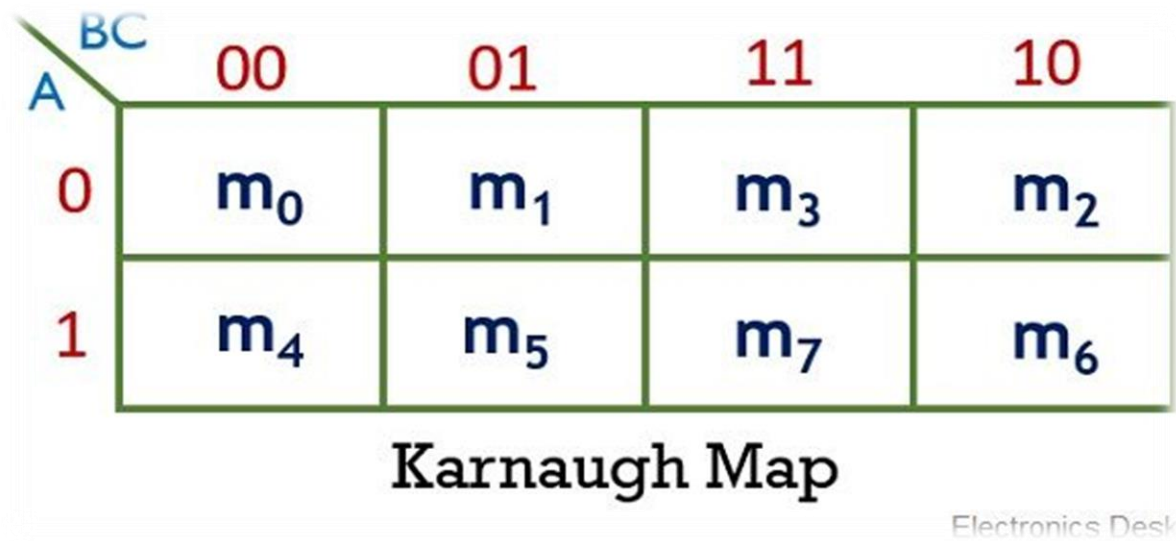 BC
A
00 01 11 10
0 m₀ m₁ m₃ m₂
1 m₄ m₅ m₇ m₆
Karnaugh Map
Electronics Desk